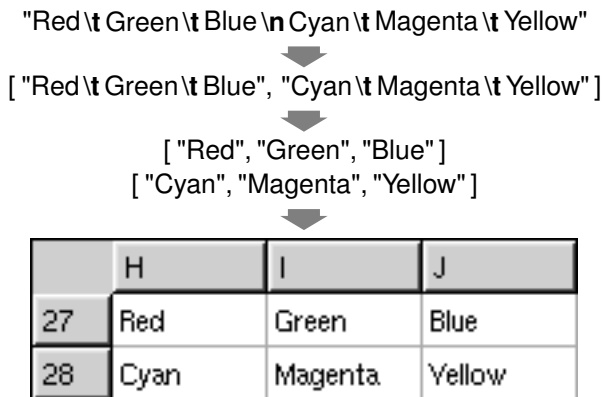 "Red\t Green\t Blue\n Cyan\t Magenta\t Yellow"
[ "Red\t Green\t Blue", "Cyan\t Magenta\t Yellow" ]
[ "Red", "Green", "Blue" ]
[ "Cyan", "Magenta", "Yellow" ]
H I J
27 Red Green Blue
28 Cyan Magenta Yellow